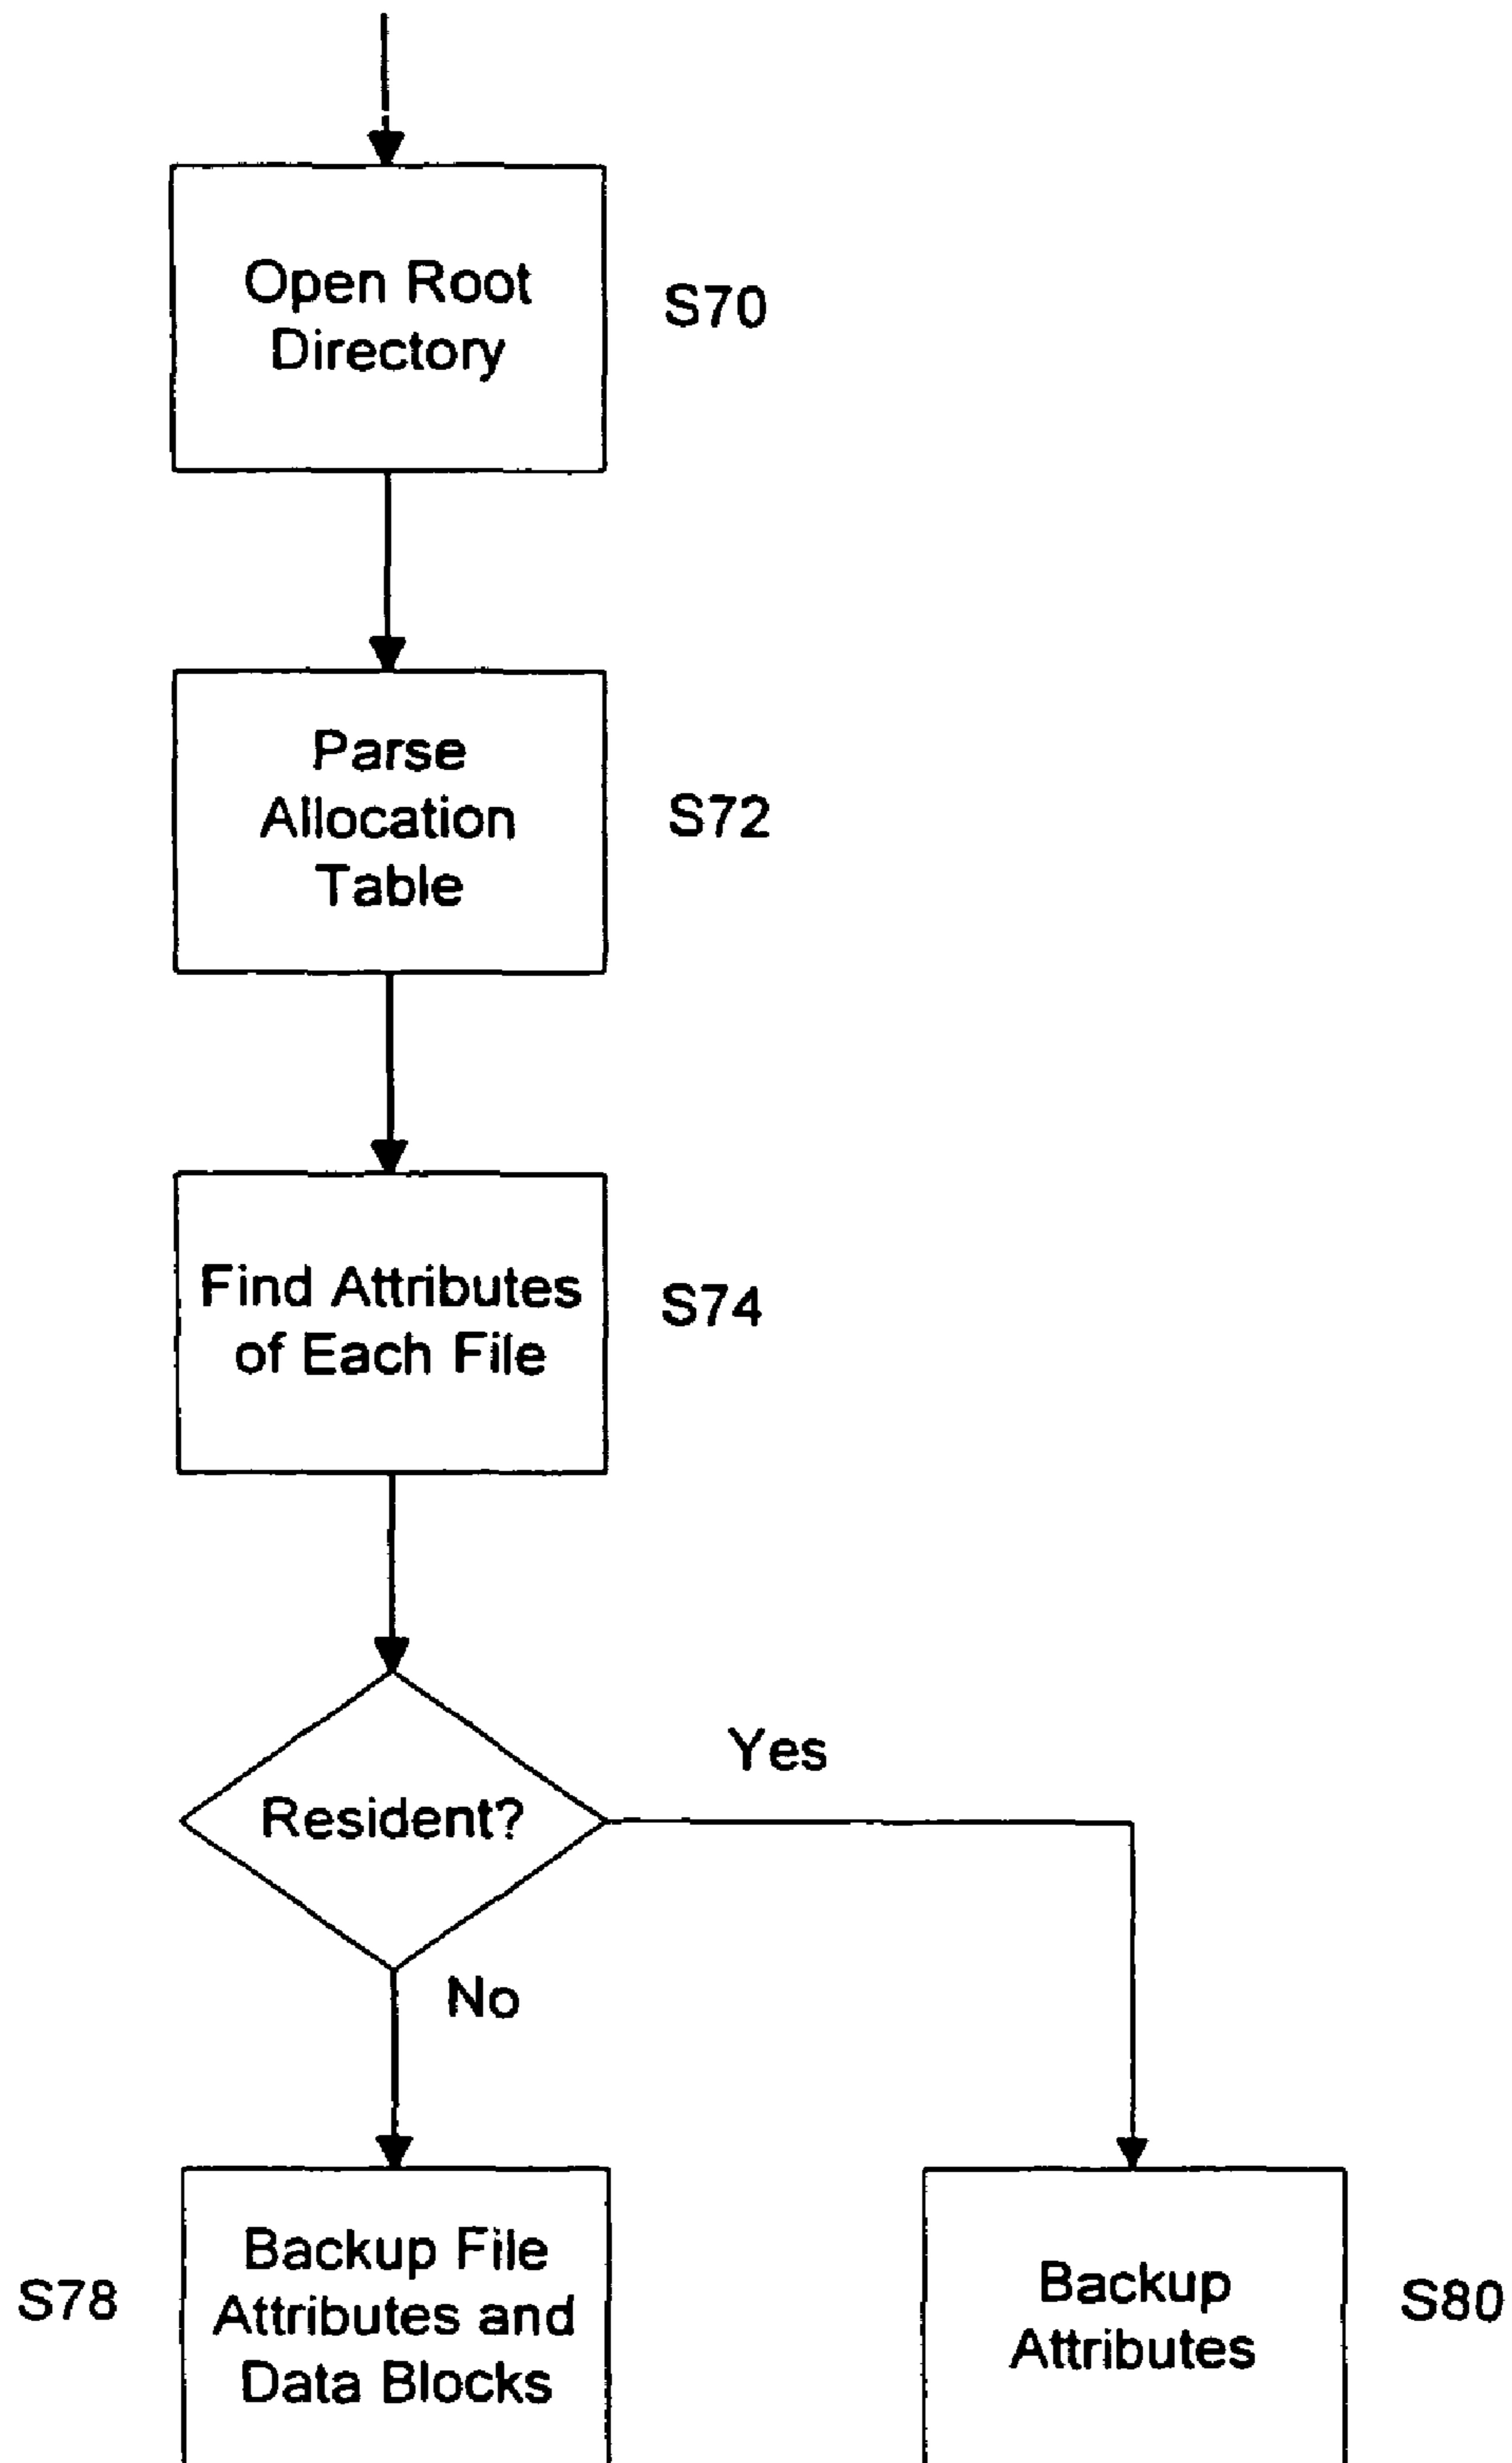 Open Root
Directory
S70
Parse
Allocation
Table
S72
Find Attributes
of Each File
S74
Resident?
Yes
No
S78
Backup File
Attributes and
Data Blocks
Backup
Attributes
S80